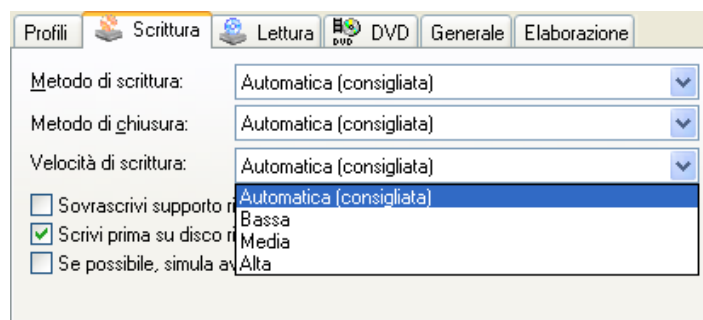 Profili Scrittura Lettura DVD Generale Elaborazione
Metodo di scrittura: Automatica (consigliata)
Metodo di chiusura: Automatica (consigliata)
Velocità di scrittura: Automatica (consigliata)
Sovrascrivi supporto Automatica (consigliata)
Bassa
Scrivi prima su disco Media
Se possibile, simula Alta